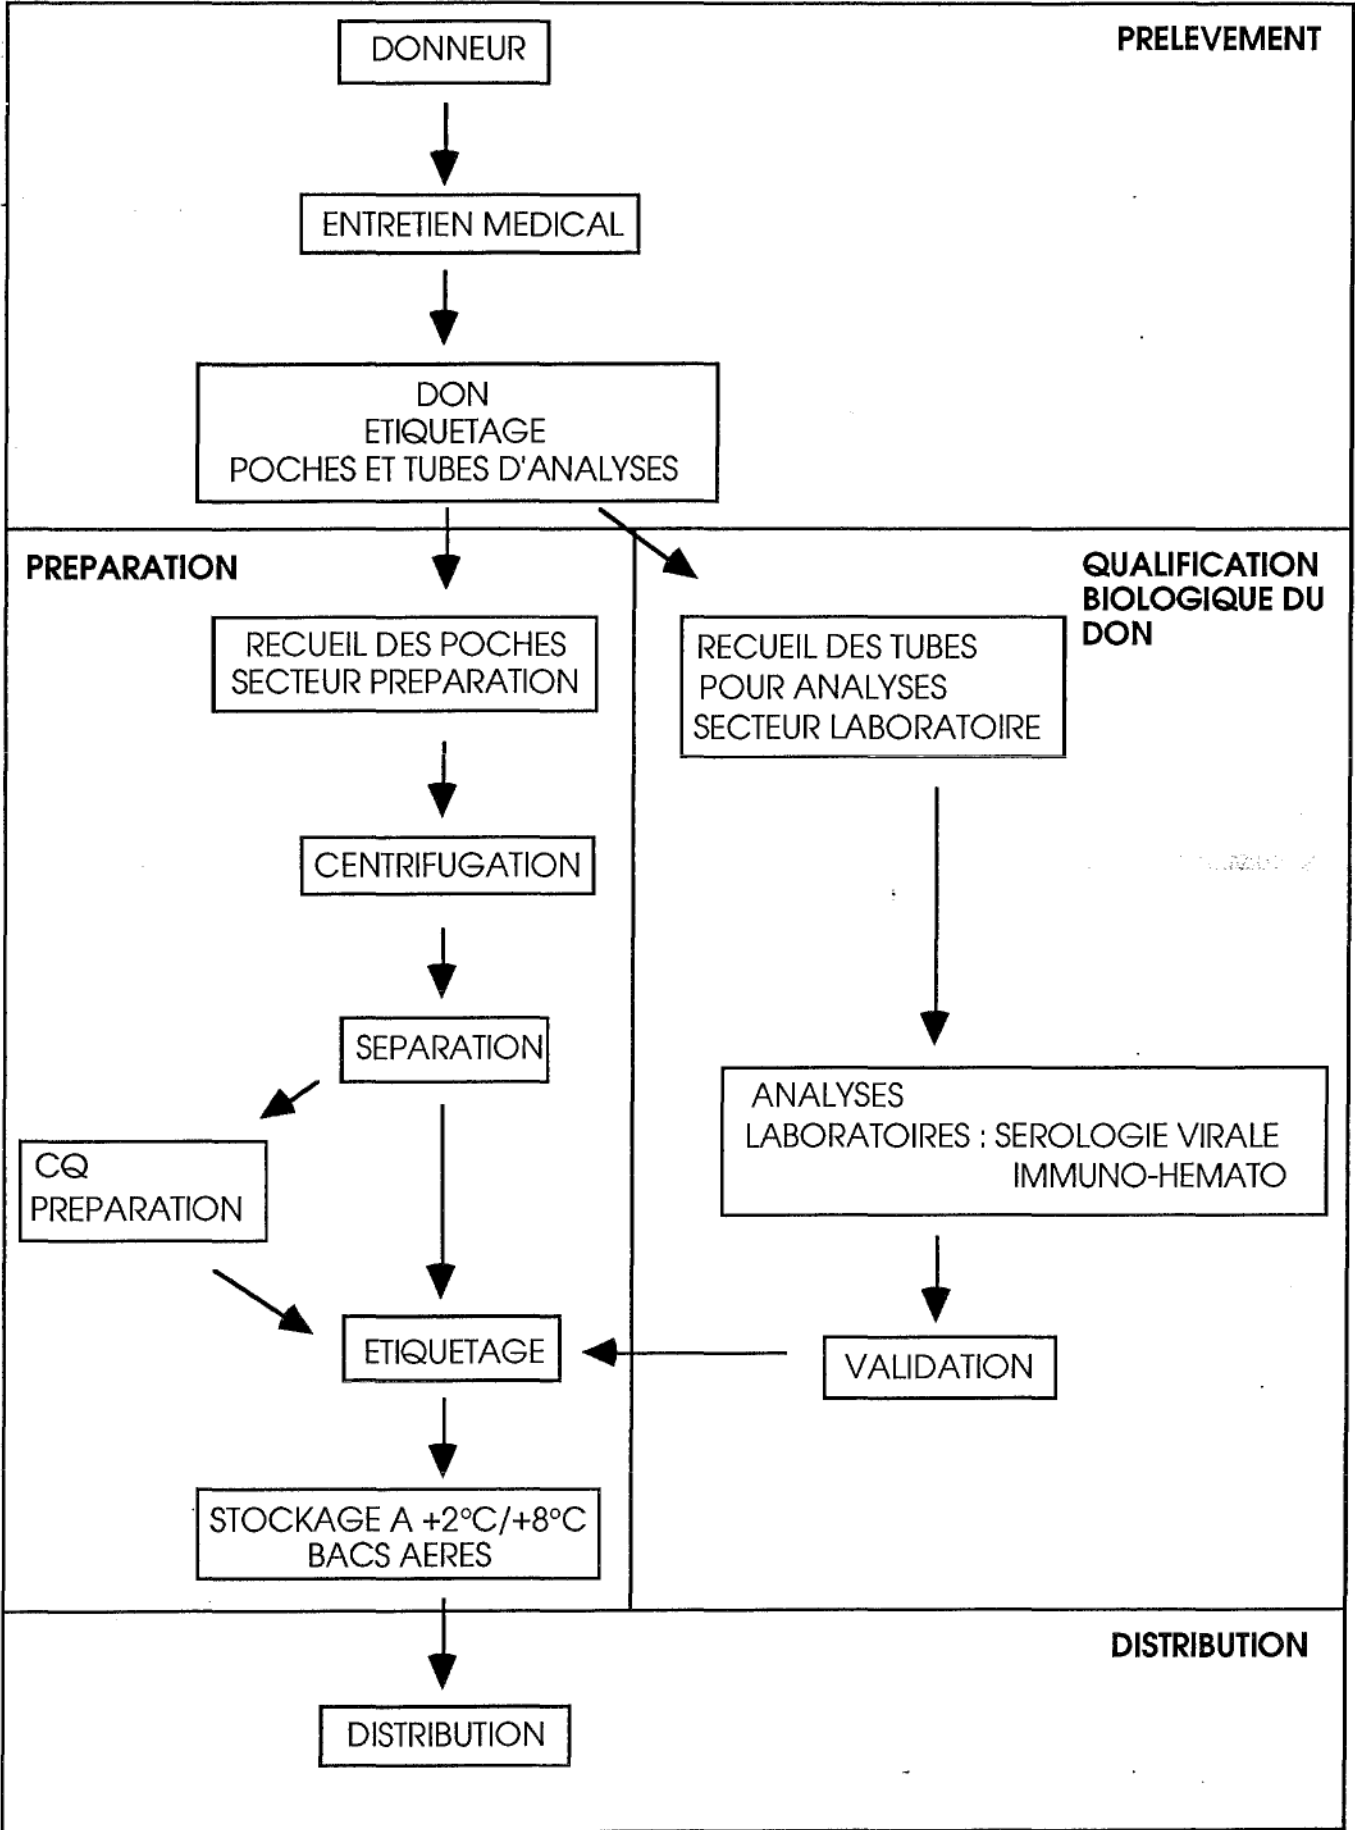 PRELEVEMENT
DONNEUR
ENTRETIEN MEDICAL
DON
ETIQUETAGE
POCHES ET TUBES D'ANALYSES
PREPARATION
RECUEIL DES POCHES
SECTEUR PREPARATION
CENTRIFUGATION
SEPARATION
CQ
PREPARATION
ETIQUETAGE
STOCKAGE A +2°C/+8°C
BACS AERES
QUALIFICATION
BIOLOGIQUE DU
DON
RECUEIL DES TUBES
POUR ANALYSES
SECTEUR LABORATOIRE
ANALYSES
LABORATOIRES : SEROLOGIE VIRALE
IMMUNO-HEMATO
VALIDATION
DISTRIBUTION
DISTRIBUTION